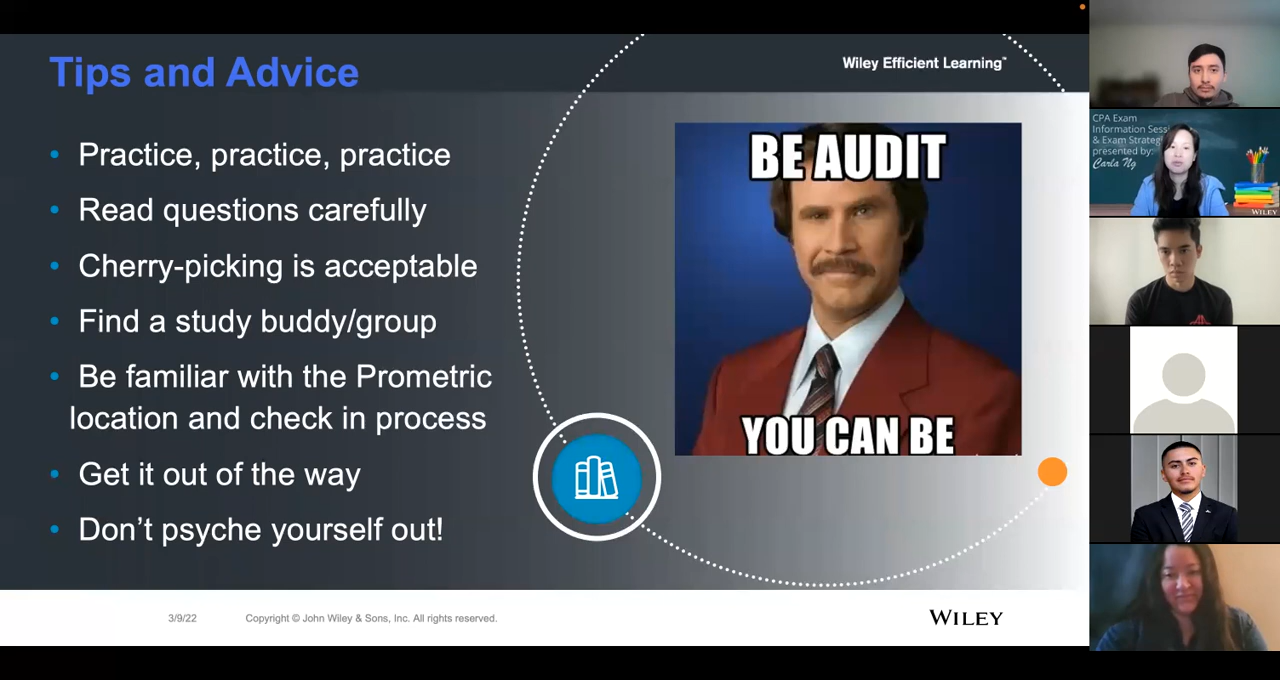 Tips and Advice
Wiley Efficient Learning™
• Practice, practice, practice
• Read questions carefully
• Cherry-picking is acceptable
• Find a study buddy/group
• Be familiar with the Prometric
location and check in process
• Get it out of the way
• Don’t psyche yourself out!
BE AUDIT
YOU CAN BE
3/9/22
Copyright © John Wiley & Sons, Inc. All rights reserved.
WILEY
CPA Exam
Information Sess
& Exam Strateg
presented by:
Carla Ng
WILEY